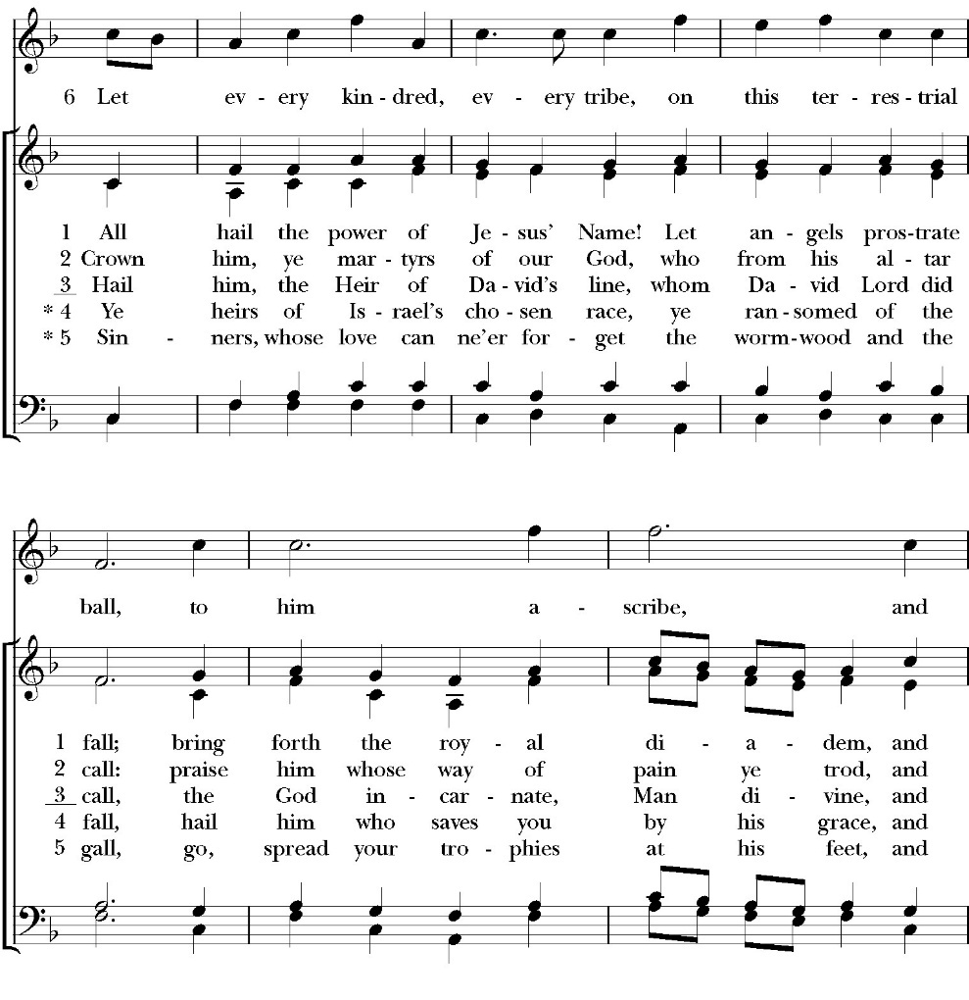 6 Let ev - ery kin - dred, ev - ery tribe, on this ter - res - trial
1 All hail the power of Je - sus' Name! Let an - gels pros - trate
2 Crown him, ye mar - tyrs of our God, who from his al - tar
3 Hail him, the Heir of Da - vid's line, whom Da - vid Lord did
* 4 Ye heirs of Is - rael's cho - sen race, ye ran - somed of the
* 5 Sin - ners, whose love can ne'er for - get the worm - wood and the
ball, to him a - scribe, and
1 fall; bring forth the roy - al di - a - dem, and
2 call: praise him whose way of pain ye trod, and
3 call, the God in - car - nate, Man di - vine, and
4 fall, hail him who saves you by his grace, and
5 gall, go, spread your tro - phies at his feet, and